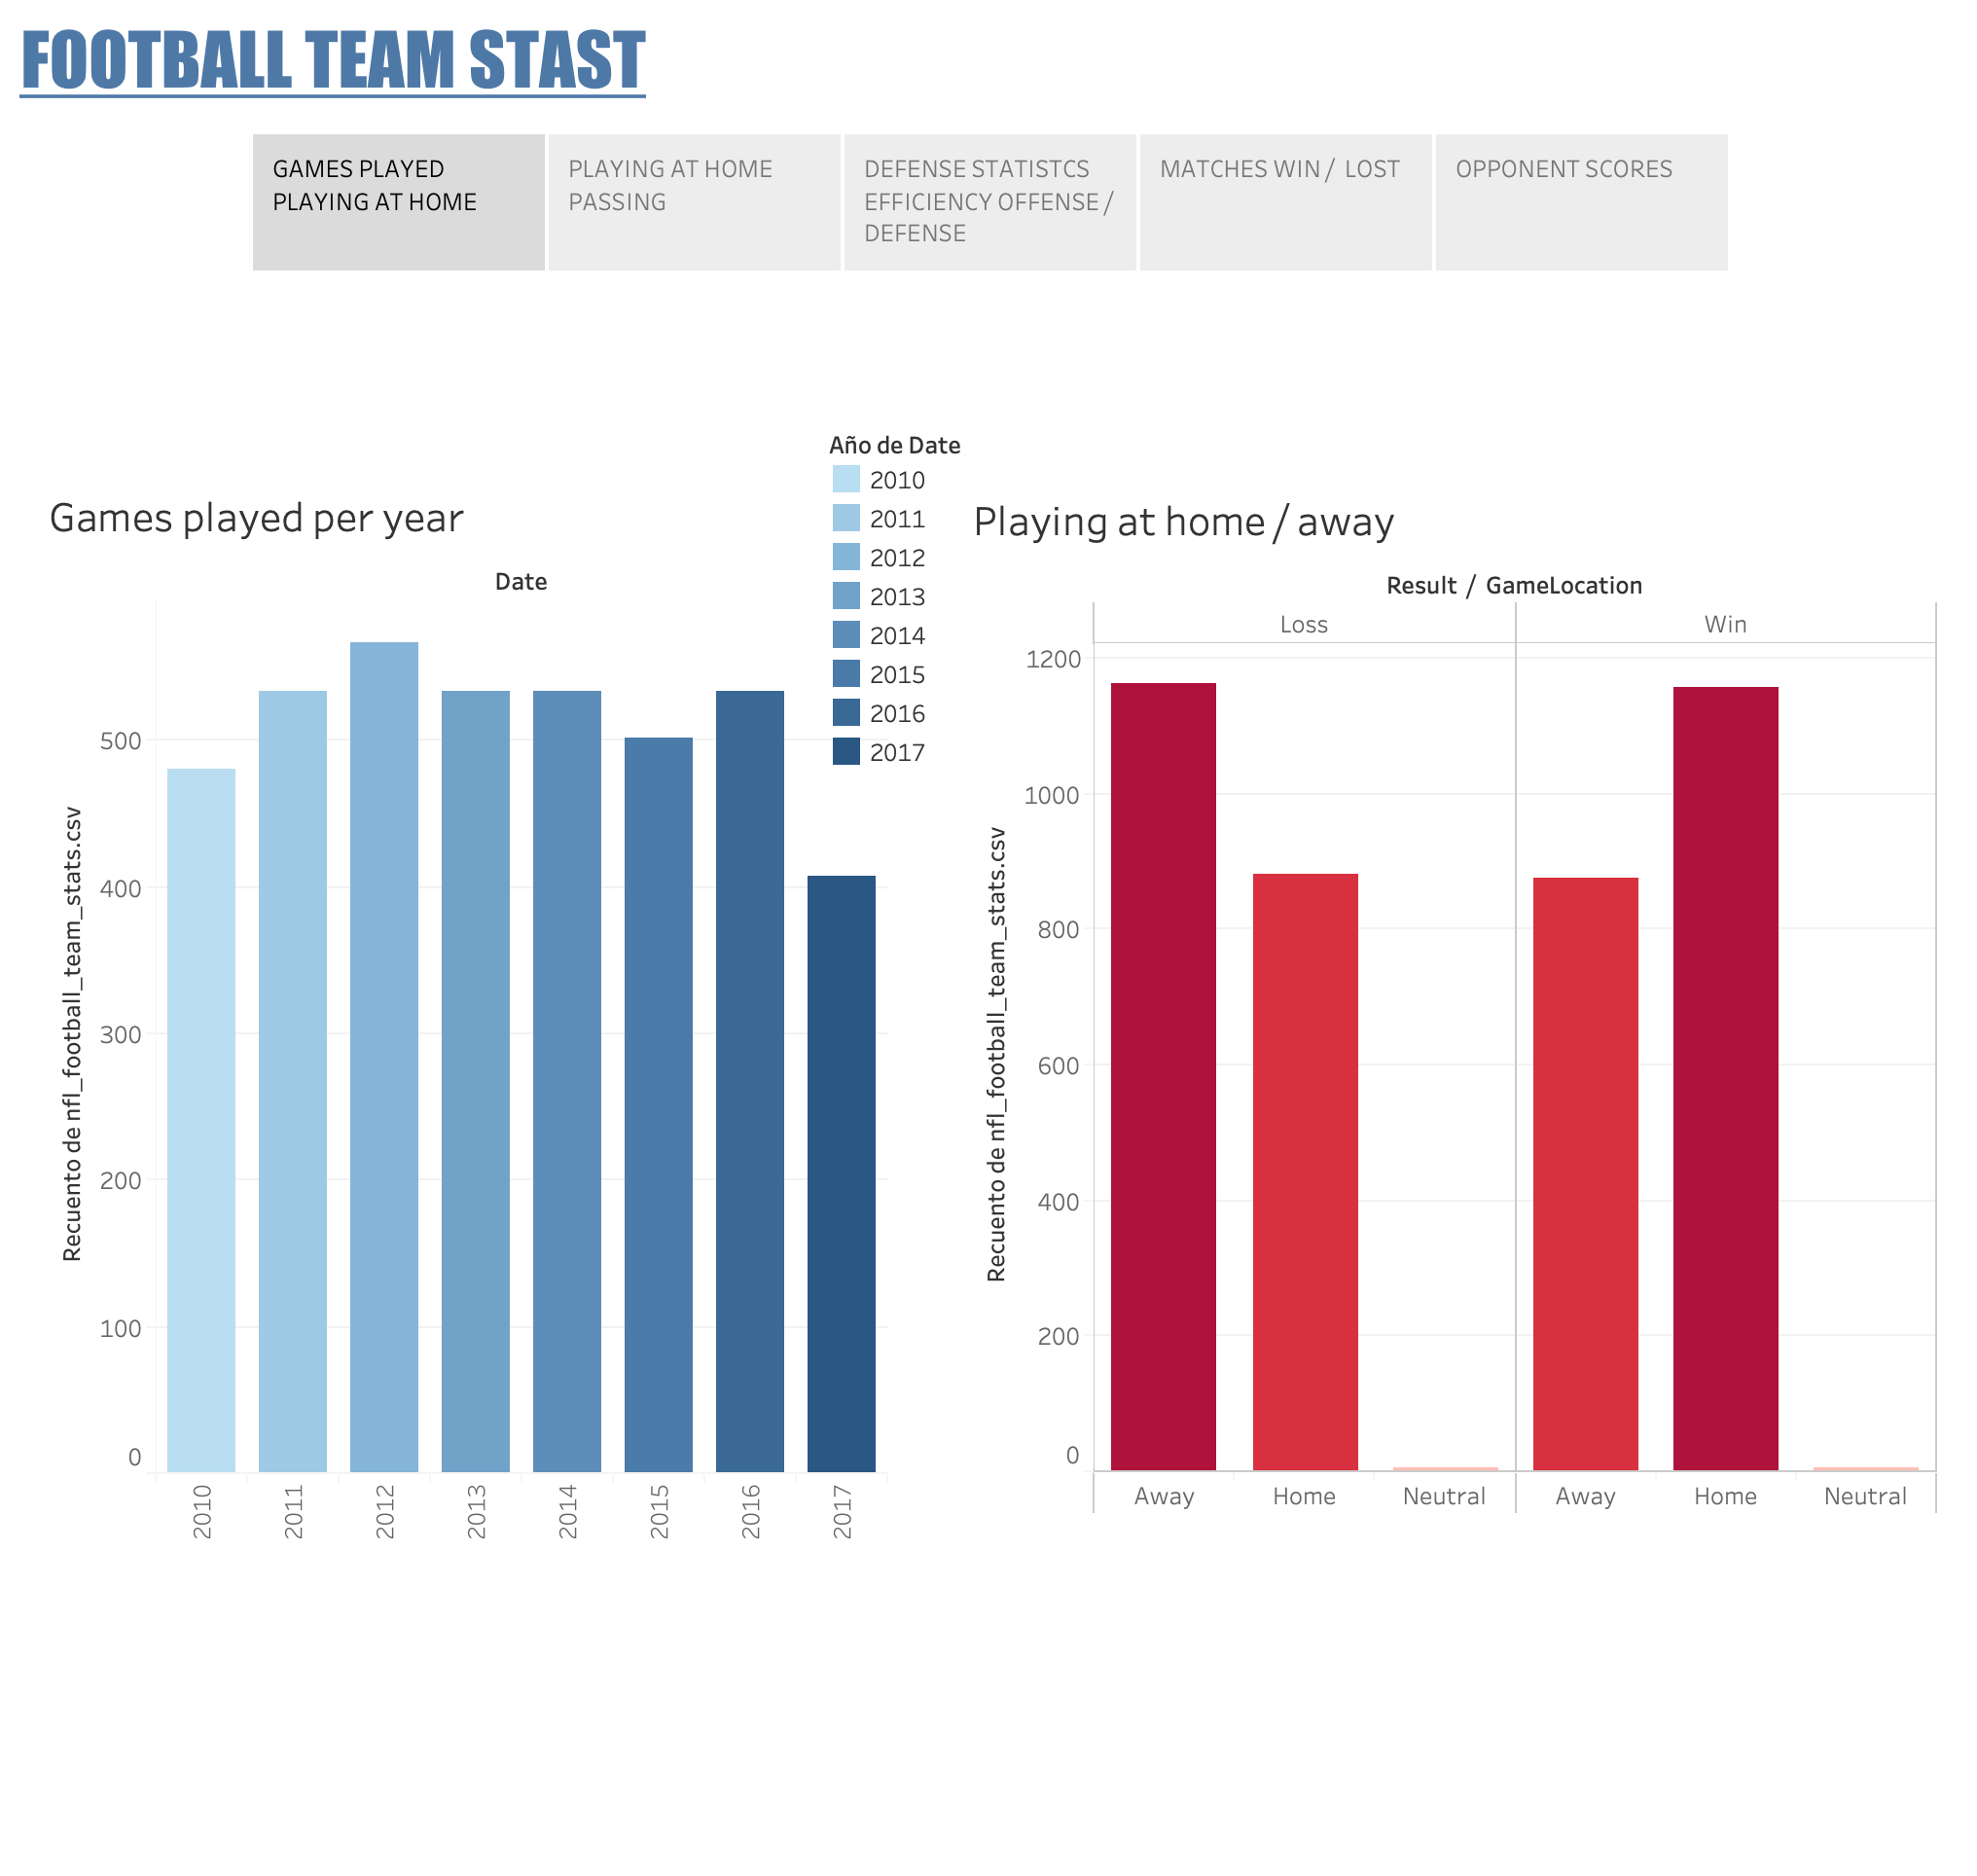 FOOTBALL TEAM STAST
GAMES PLAYED
PLAYING AT HOME
PLAYING AT HOME
PASSING
DEFENSE STATISTCS
EFFICIENCY OFFENSE /
DEFENSE
MATCHES WIN / LOST
OPPONENT SCORES
Games played per year
Date
Recuento de nfl_football_team_stats.csv
500
400
300
200
100
0
2010
2011
2012
2013
2014
2015
2016
2017
Año de Date
2010
2011
2012
2013
2014
2015
2016
2017
Playing at home / away
Result / GameLocation
Loss
Win
Recuento de nfl_football_team_stats.csv
1200
1000
800
600
400
200
0
Away
Home
Neutral
Away
Home
Neutral